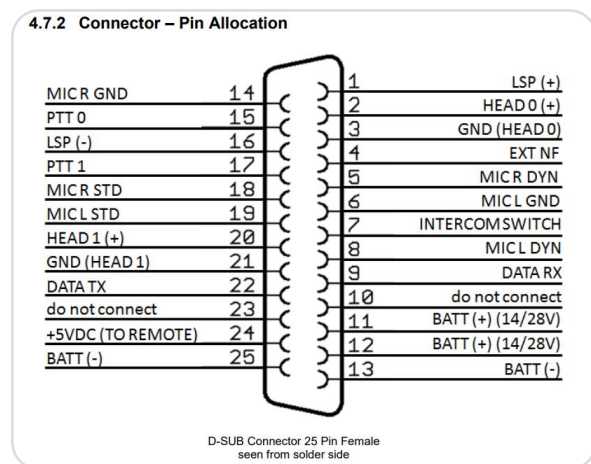 4.7.2 Connector – Pin Allocation
MIC R GND 14
PTT 0 15
LSP (-) 16
PTT 1 17
MIC R STD 18
MIC L STD 19
HEAD 1 (+) 20
GND (HEAD 1) 21
DATA TX 22
do not connect 23
+5VDC (TO REMOTE) 24
BATT (-) 25
1 LSP (+)
2 HEAD 0 (+)
3 GND (HEAD 0)
4 EXT NF
5 MIC R DYN
6 MIC L GND
7 INTERCOM SWITCH
8 MIC L DYN
9 DATA RX
10 do not connect
11 BATT (+) (14/28V)
12 BATT (+) (14/28V)
13 BATT (-)
D-SUB Connector 25 Pin Female
seen from solder side